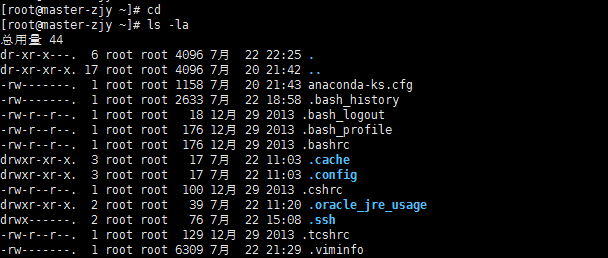 [root@master-zjy ~]# cd
[root@master-zjy ~]# ls -la
总用量 44
dr-xr-x---. 6 root root 4096 7月 22 22:25 .
dr-xr-xr-x. 17 root root 4096 7月 20 21:42 ..
-rw-------. 1 root root 1158 7月 20 21:43 anaconda-ks.cfg
-rw-------. 1 root root 2633 7月 22 18:58 .bash_history
-rw-r--r--. 1 root root 18 12月 29 2013 .bash_logout
-rw-r--r--. 1 root root 176 12月 29 2013 .bash_profile
-rw-r--r--. 1 root root 176 12月 29 2013 .bashrc
drwxr-xr-x. 3 root root 17 7月 22 11:03 .cache
drwxr-xr-x. 3 root root 17 7月 22 11:03 .config
-rw-r--r--. 1 root root 100 12月 29 2013 .cshrc
drwxr-xr-x. 2 root root 39 7月 22 11:20 .oracle_jre_usage
drwx------. 2 root root 76 7月 22 15:08 .ssh
-rw-r--r--. 1 root root 129 12月 29 2013 .tcshrc
-rw-------. 1 root root 6309 7月 22 21:29 .viminfo